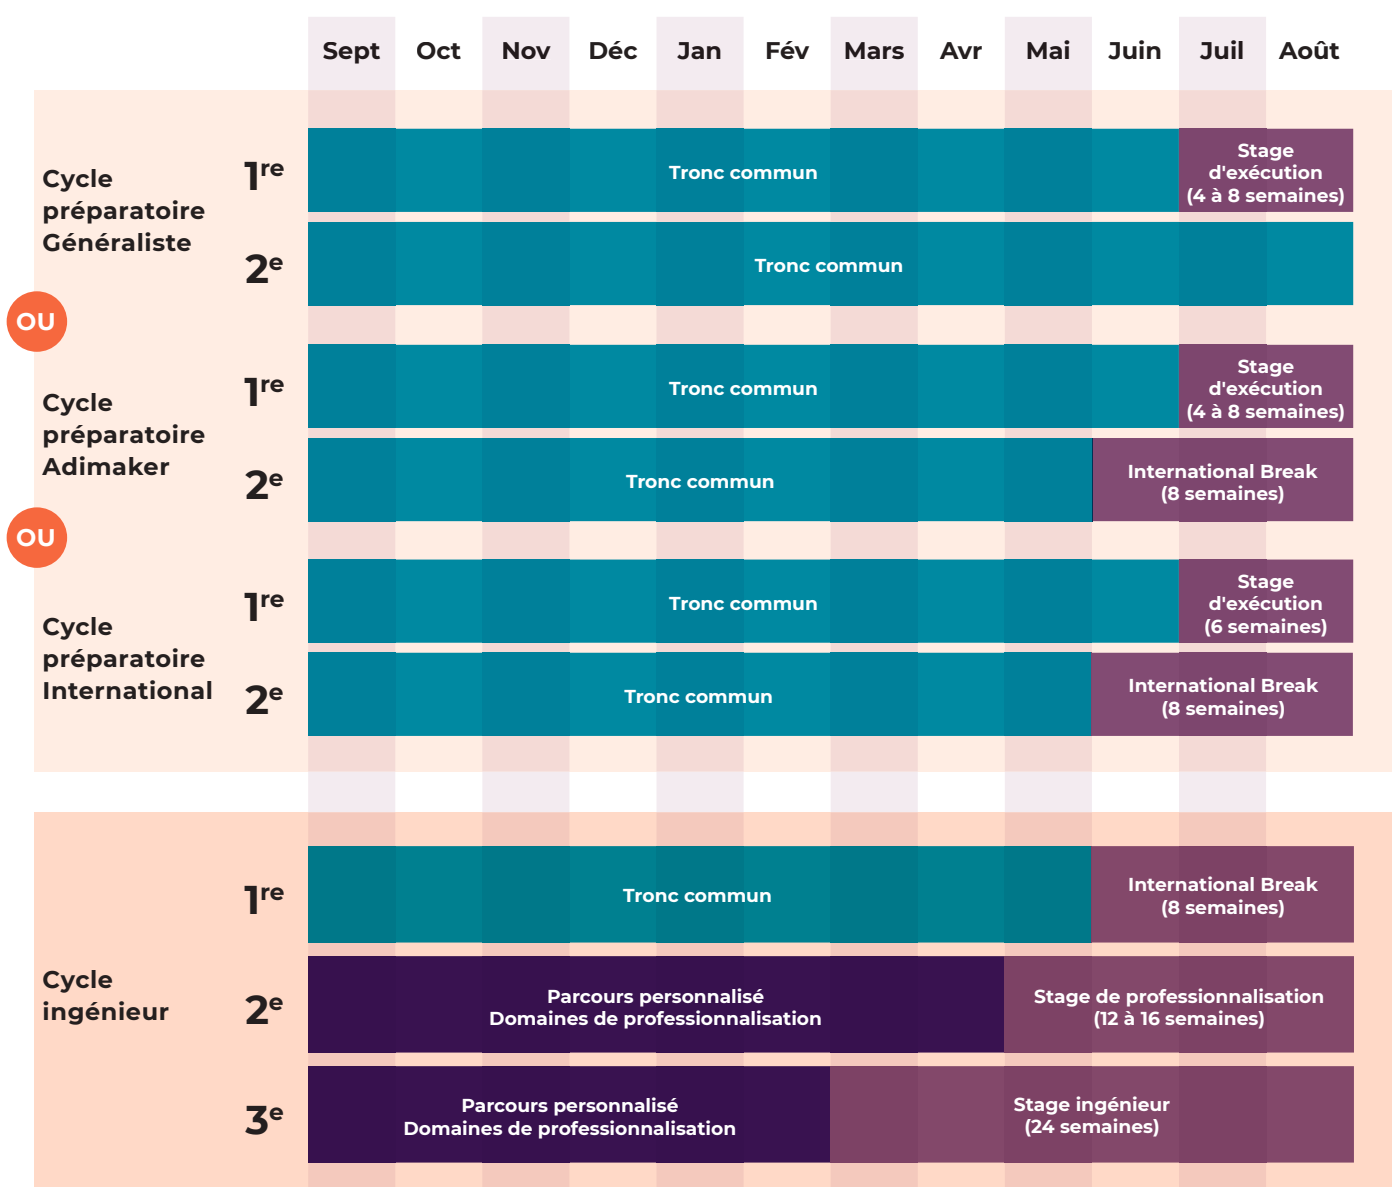 Sept Oct Nov Déc Jan Fév Mars Avr Mai Juin Juil Août
Cycle
préparatoire
Généraliste
1re
Tronc commun
Stage
d'exécution
(4 à 8 semaines)
2e
Tronc commun
OU
Cycle
préparatoire
Adimaker
1re
Tronc commun
Stage
d'exécution
(4 à 8 semaines)
2e
Tronc commun
International Break
(8 semaines)
OU
Cycle
préparatoire
International
1re
Tronc commun
Stage
d'exécution
(6 semaines)
2e
Tronc commun
International Break
(8 semaines)
Cycle
ingénieur
1re
Tronc commun
International Break
(8 semaines)
2e
Parcours personnalisé
Domaines de professionnalisation
Stage de professionnalisation
(12 à 16 semaines)
3e
Parcours personnalisé
Domaines de professionnalisation
Stage ingénieur
(24 semaines)